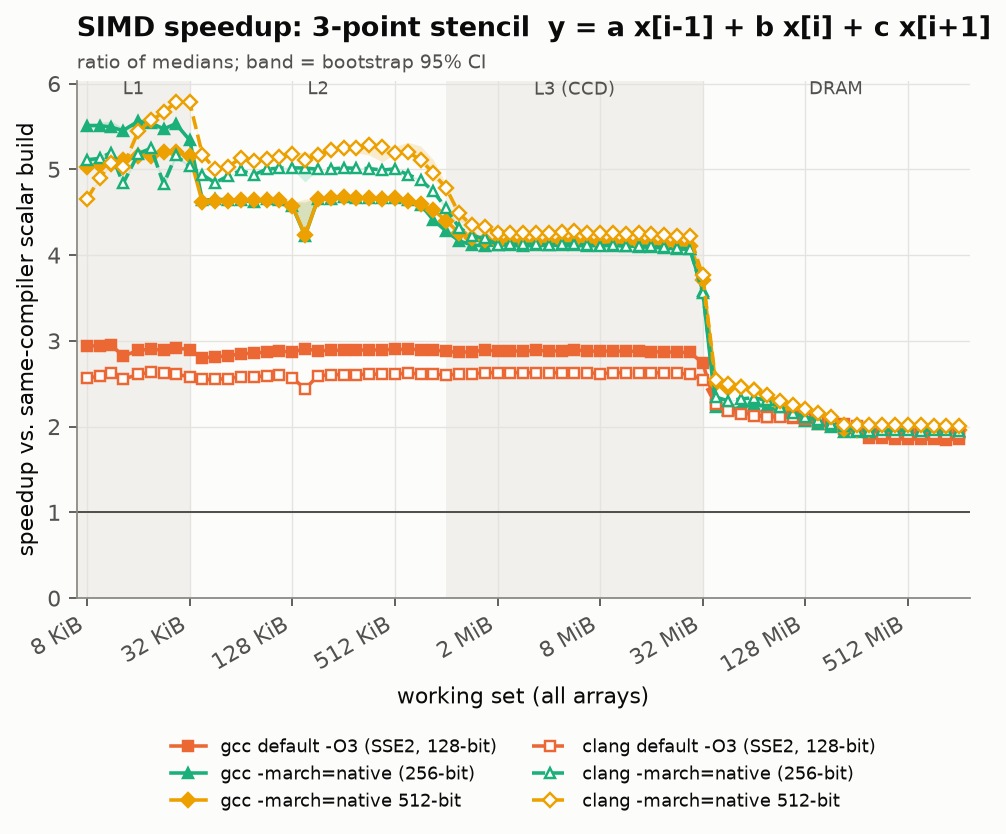 SIMD speedup: 3-point stencil  y = a x[i-1] + b x[i] + c x[i+1]
ratio of medians; band = bootstrap 95% CI
L1
L2
L3 (CCD)
DRAM
6
5
4
3
2
1
0
speedup vs. same-compiler scalar build
8 KiB
32 KiB
128 KiB
512 KiB
2 MiB
8 MiB
32 MiB
128 MiB
512 MiB
working set (all arrays)
gcc default -O3 (SSE2, 128-bit)
clang default -O3 (SSE2, 128-bit)
gcc -march=native (256-bit)
clang -march=native (256-bit)
gcc -march=native 512-bit
clang -march=native 512-bit